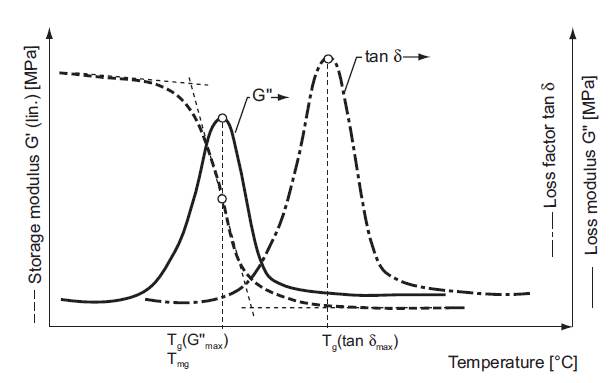 Storage modulus G' (lin.) [MPa]
G"
tan δ
Loss factor tan δ
Loss modulus G" [MPa]
Tg(G"max)
Tmg
Tg(tan δmax)
Temperature [°C]